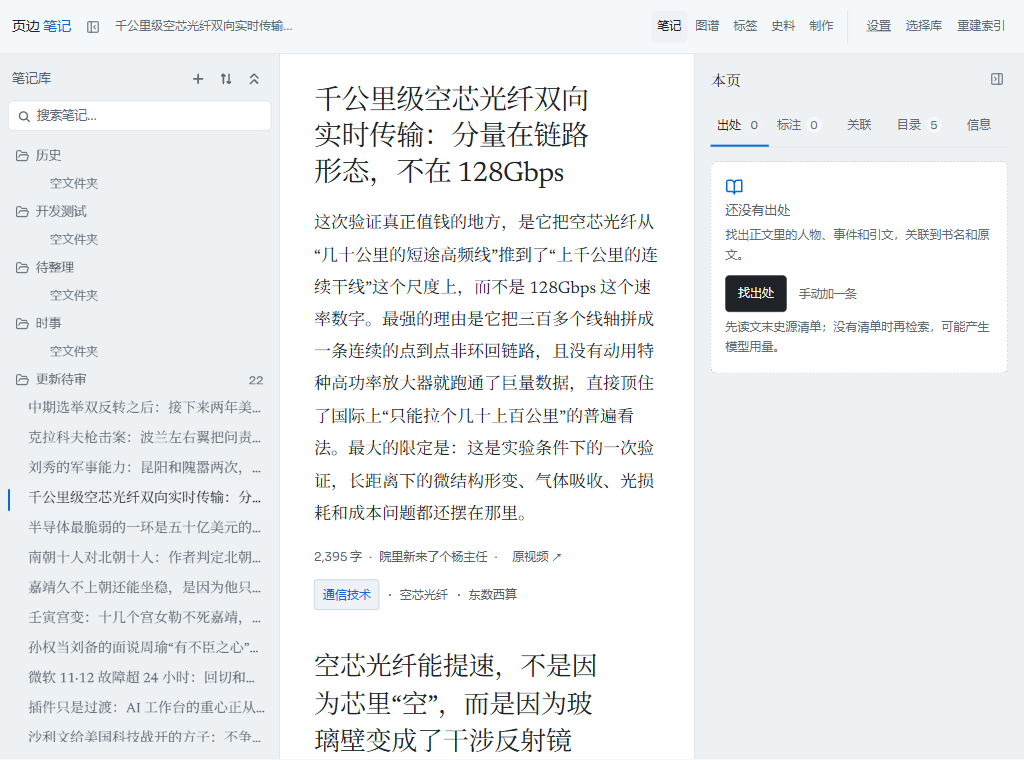 页边 笔记
千公里级空芯光纤双向实时传输...
笔记 图谱 标签 史料 制作 设置 选择库 重建索引
笔记库
搜索笔记...
历史
空文件夹
开发测试
空文件夹
待整理
空文件夹
时事
空文件夹
更新待审 22
中期选举双反转之后：接下来两年美...
克拉科夫枪击案：波兰左右翼把问责...
刘秀的军事能力：昆阳和隗嚣两次，...
千公里级空芯光纤双向实时传输：分...
半导体最脆弱的一环是五十亿美元的...
南朝十人对北朝十人：作者判定北朝...
嘉靖久不上朝还能坐稳，是因为他只...
壬寅宫变：十几个宫女勒不死嘉靖，...
孙权当刘备的面说周瑜“有不臣之心”...
微软 11·12 故障超 24 小时：回切和...
插件只是过渡：AI 工作台的重心正从...
沙利文给美国科技战开的方子：不争...
千公里级空芯光纤双向
实时传输：分量在链路
形态，不在 128Gbps
这次验证真正值钱的地方，是它把空芯光纤从
“几十公里的短途高频线”推到了“上千公里的连
续干线”这个尺度上，而不是 128Gbps 这个速
率数字。最强的理由是它把三百多个线轴拼成
一条连续的点到点非环回链路，且没有动用特
种高功率放大器就跑通了巨量数据，直接顶住
了国际上“只能拉个几十上百公里”的普遍看
法。最大的限定是：这是实验条件下的一次验
证，长距离下的微结构形变、气体吸收、光损
耗和成本问题都还摆在那里。
2,395 字 · 院里新来了个杨主任 · 原视频 ↗
通信技术 · 空芯光纤 · 东数西算
空芯光纤能提速，不是因
为芯里“空”，而是因为玻
璃壁变成了干涉反射镜
本页
出处 0 标注 0 关联 目录 5 信息
还没有出处
找出正文里的人物、事件和引文，关联到书名和原
文。
找出处 手动加一条
先读文末史源清单；没有清单时再检索，可能产生
模型用量。